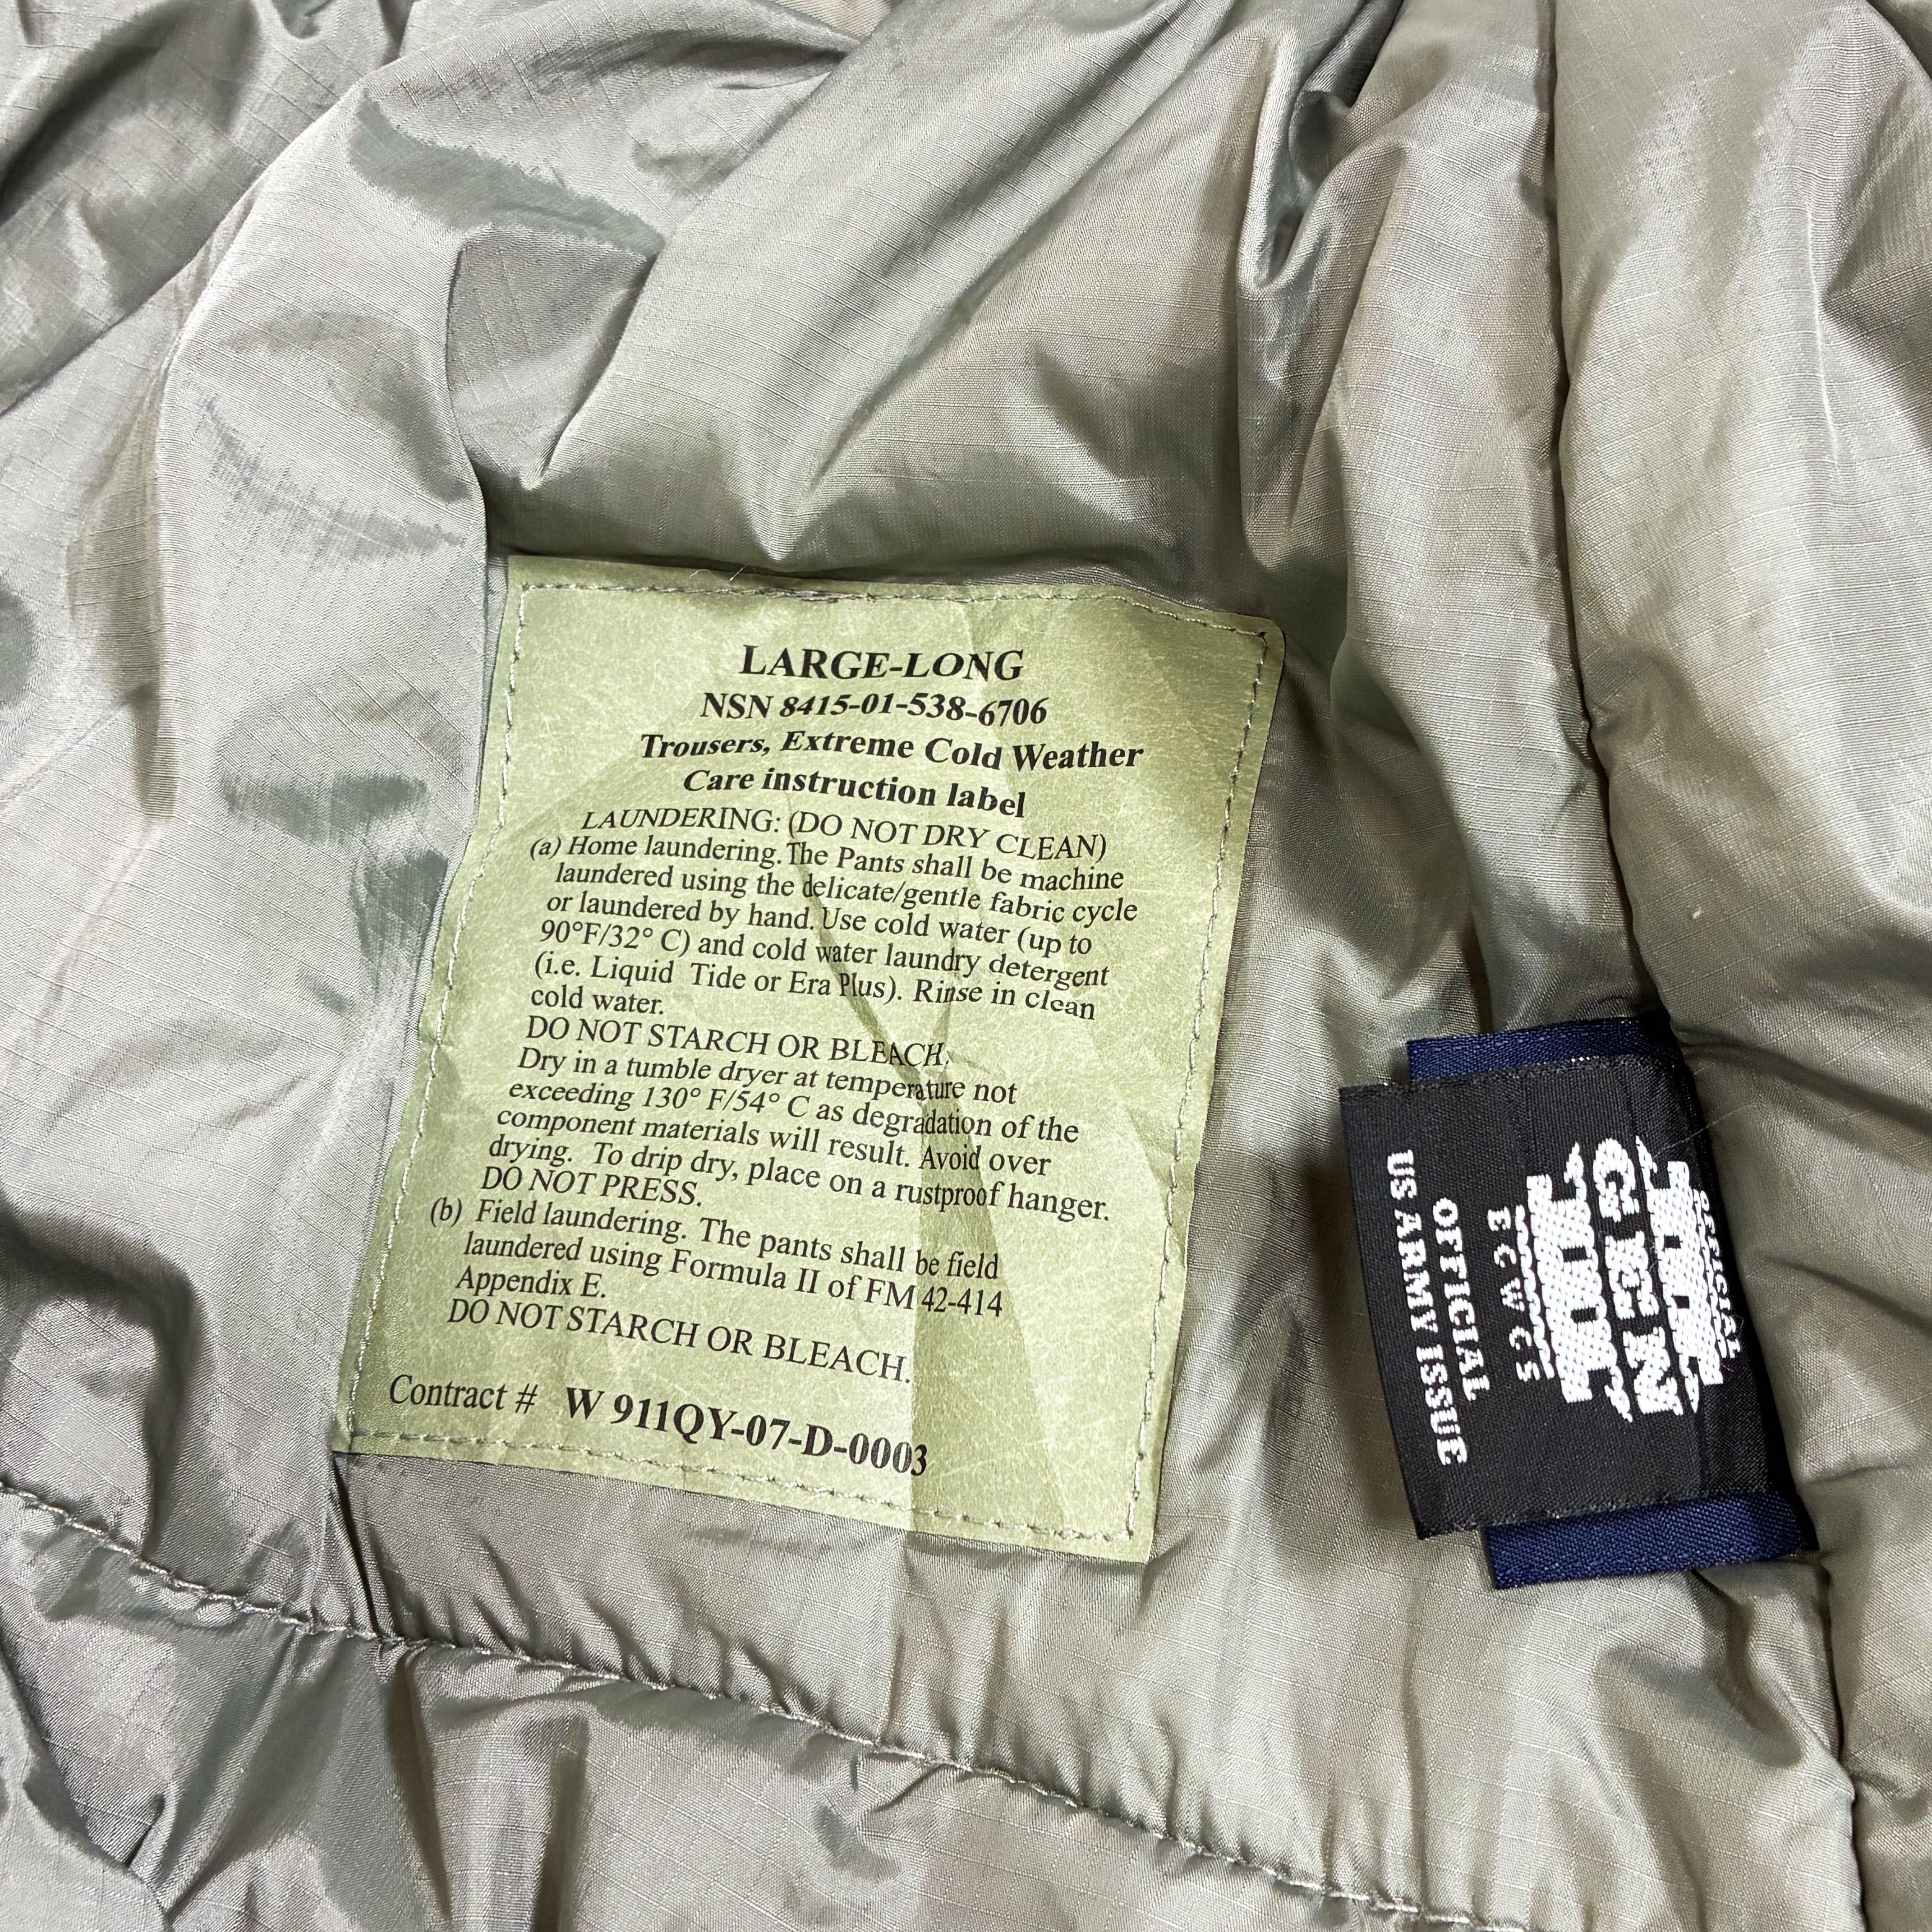 LARGE-LONG
NSN 8415-01-538-6706
Trousers, Extreme Cold Weather
Care instruction label
LAUNDERING: (DO NOT DRY CLEAN)
(a) Home laundering. The Pants shall be machine
laundered using the delicate/gentle fabric cycle
or laundered by hand. Use cold water (up to
90°F/32° C) and cold water laundry detergent
(i.e. Liquid Tide or Era Plus). Rinse in clean
cold water.
DO NOT STARCH OR BLEACH.
Dry in a tumble dryer at temperature not
exceeding 130° F/54° C as degradation of the
component materials will result. Avoid over
drying. To drip dry, place on a rustproof hanger.
DO NOT PRESS.
(b) Field laundering. The pants shall be field
laundered using Formula II of FM 42-414
Appendix E.
DO NOT STARCH OR BLEACH.
Contract # W 911QY-07-D-0003
OFFICIAL
GEN
III
ECWCS
OFFICIAL
US ARMY ISSUE